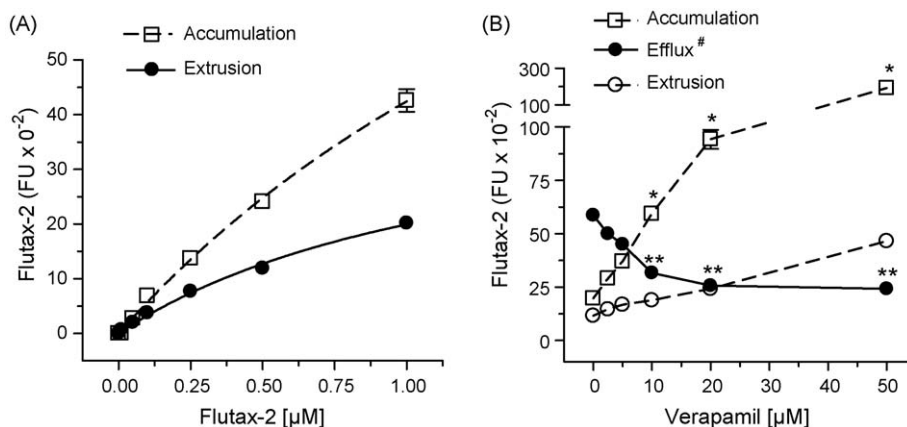 (A)
Accumulation
Extrusion
Flutax-2 (FU x 0⁻²)
50
40
30
20
10
0
0.00 0.25 0.50 0.75 1.00
Flutax-2 [µM]
(B)
Accumulation
Efflux #
Extrusion
Flutax-2 (FU x 10⁻²)
300
100
100
75
50
25
0
*
*
*
**
**
**
0 10 20 30 40 50
Verapamil [µM]